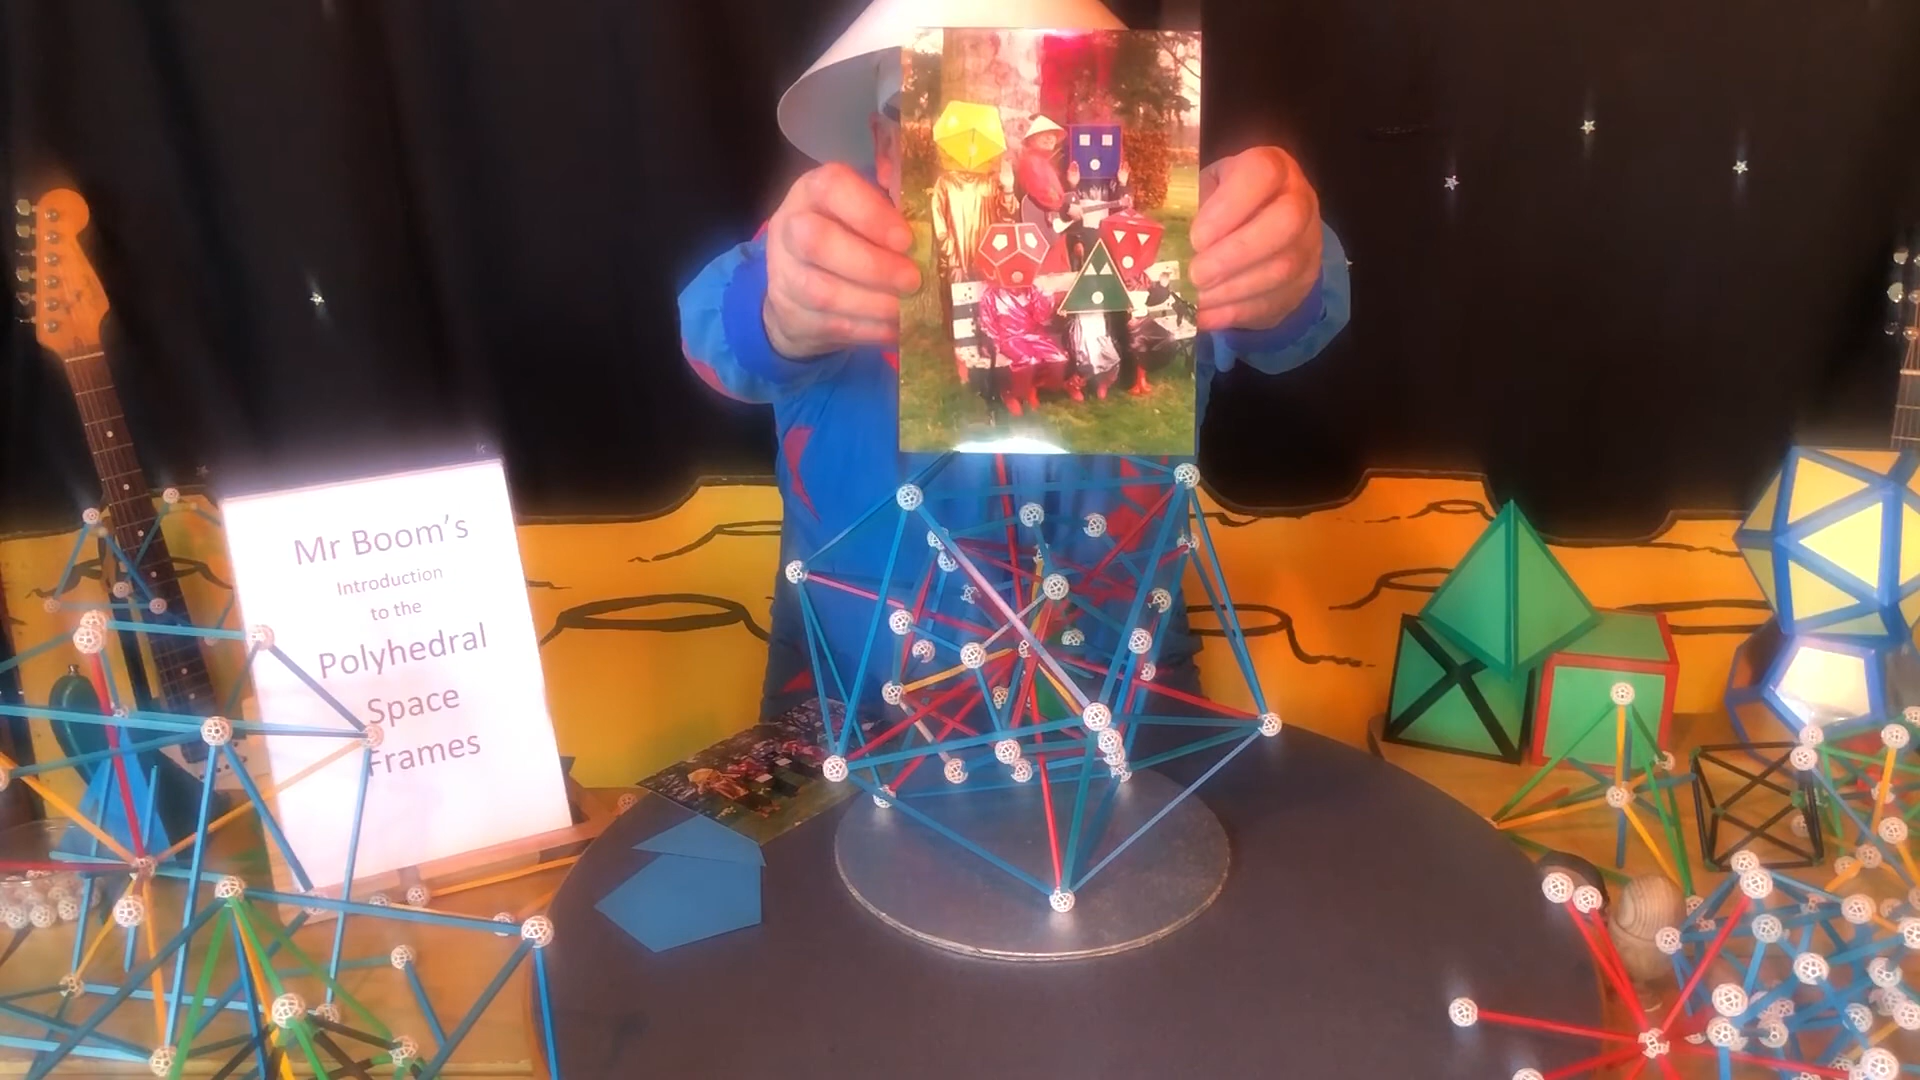 Mr Boom's
Introduction
to the
Polyhedral
Space
Frames